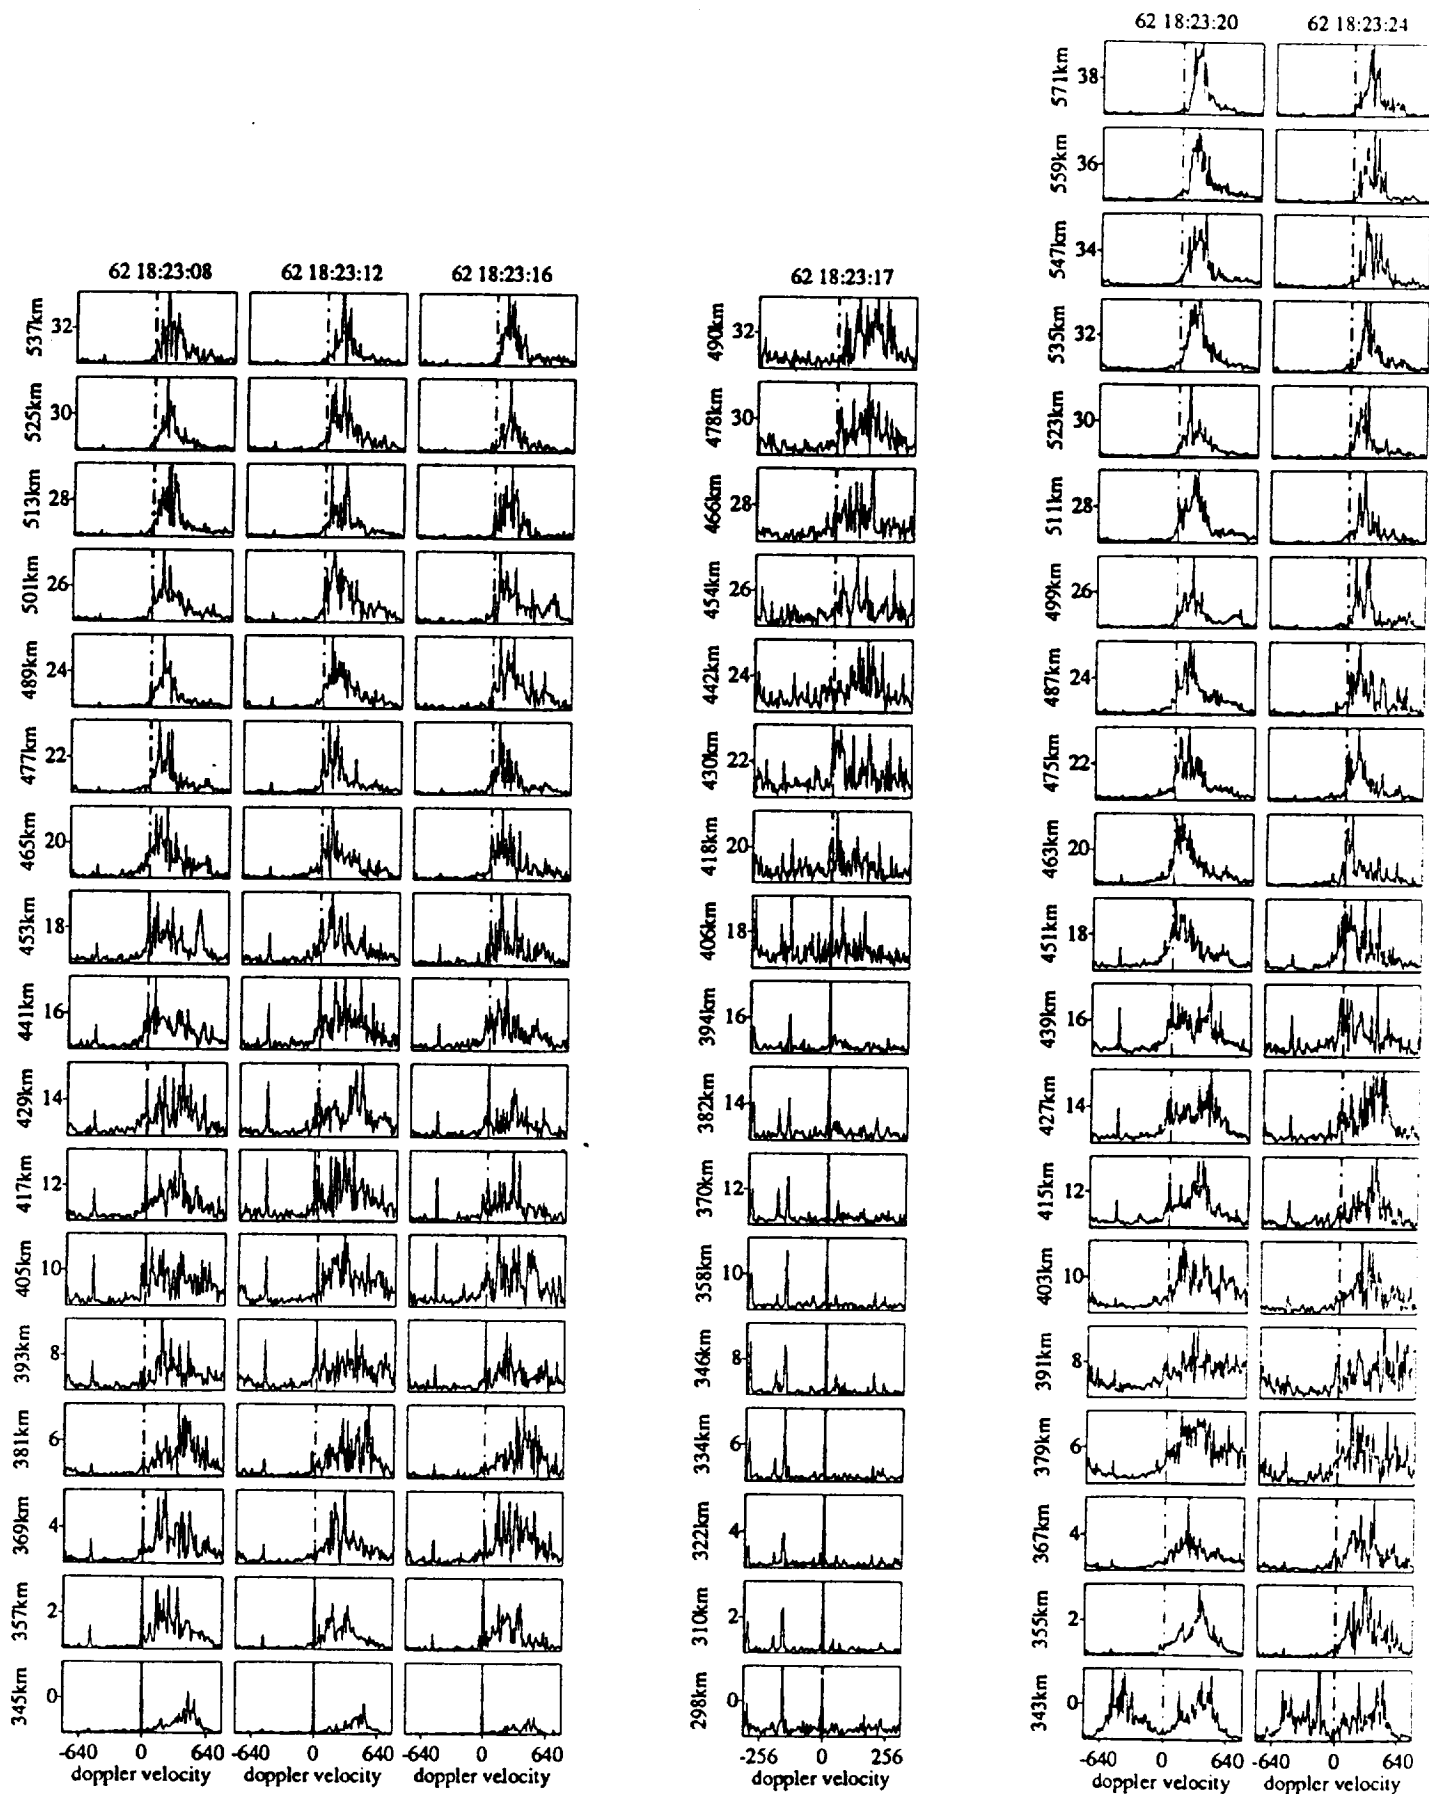 62 18:23:20 62 18:23:24
571km 38
559km 36
547km 34
535km 32
523km 30
511km 28
499km 26
487km 24
475km 22
463km 20
451km 18
439km 16
427km 14
415km 12
403km 10
391km 8
379km 6
367km 4
355km 2
343km 0
-640 0 640 -640 0 640
doppler velocity doppler velocity
62 18:23:08 62 18:23:12 62 18:23:16
537km 32
525km 30
513km 28
501km 26
489km 24
477km 22
465km 20
453km 18
441km 16
429km 14
417km 12
405km 10
393km 8
381km 6
369km 4
357km 2
345km 0
-640 0 640 -640 0 640 -640 0 640
doppler velocity doppler velocity doppler velocity
62 18:23:17
490km 32
478km 30
466km 28
454km 26
442km 24
430km 22
418km 20
406km 18
394km 16
382km 14
370km 12
358km 10
346km 8
334km 6
322km 4
310km 2
298km 0
-256 0 256
doppler velocity